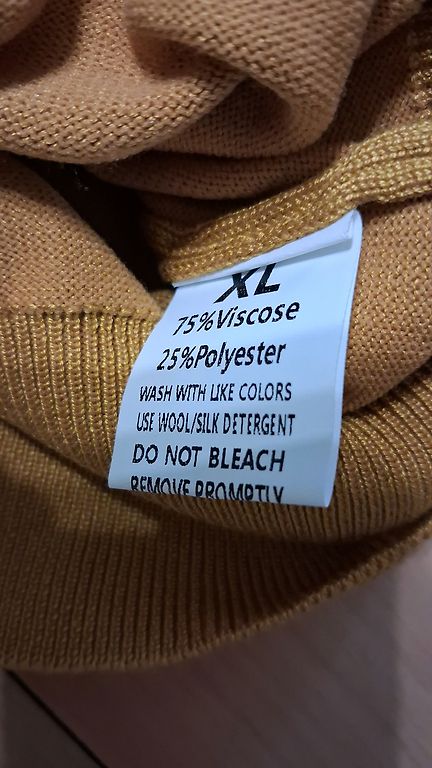 XL
75%Viscose
25%Polyester
WASH WITH LIKE COLORS
USE WOOL/SILK DETERGENT
DO NOT BLEACH
REMOVE PROMPTLY